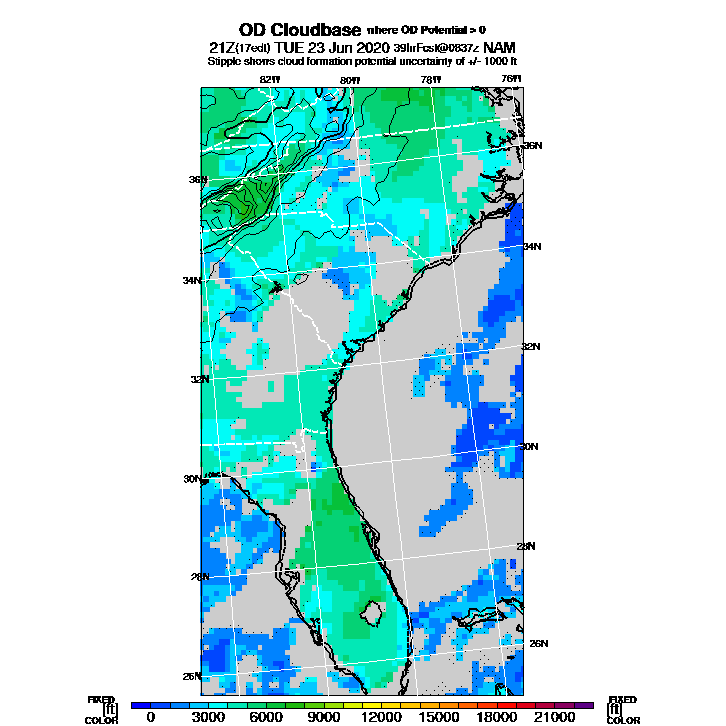 OD Cloudbase where OD Potential > 0
21Z(17edt) TUE 23 Jun 2020 39hrFcst@0837z NAM
Stipple shows cloud formation potential uncertainty of +/- 1000 ft
82W 80W 78W 76W
36N
36N
34N
34N
32N
32N
30N
30N
28N
28N
26N
26N
FIXED FIXED
[ft] [ft]
COLOR 0 3000 6000 9000 12000 15000 18000 21000 COLOR